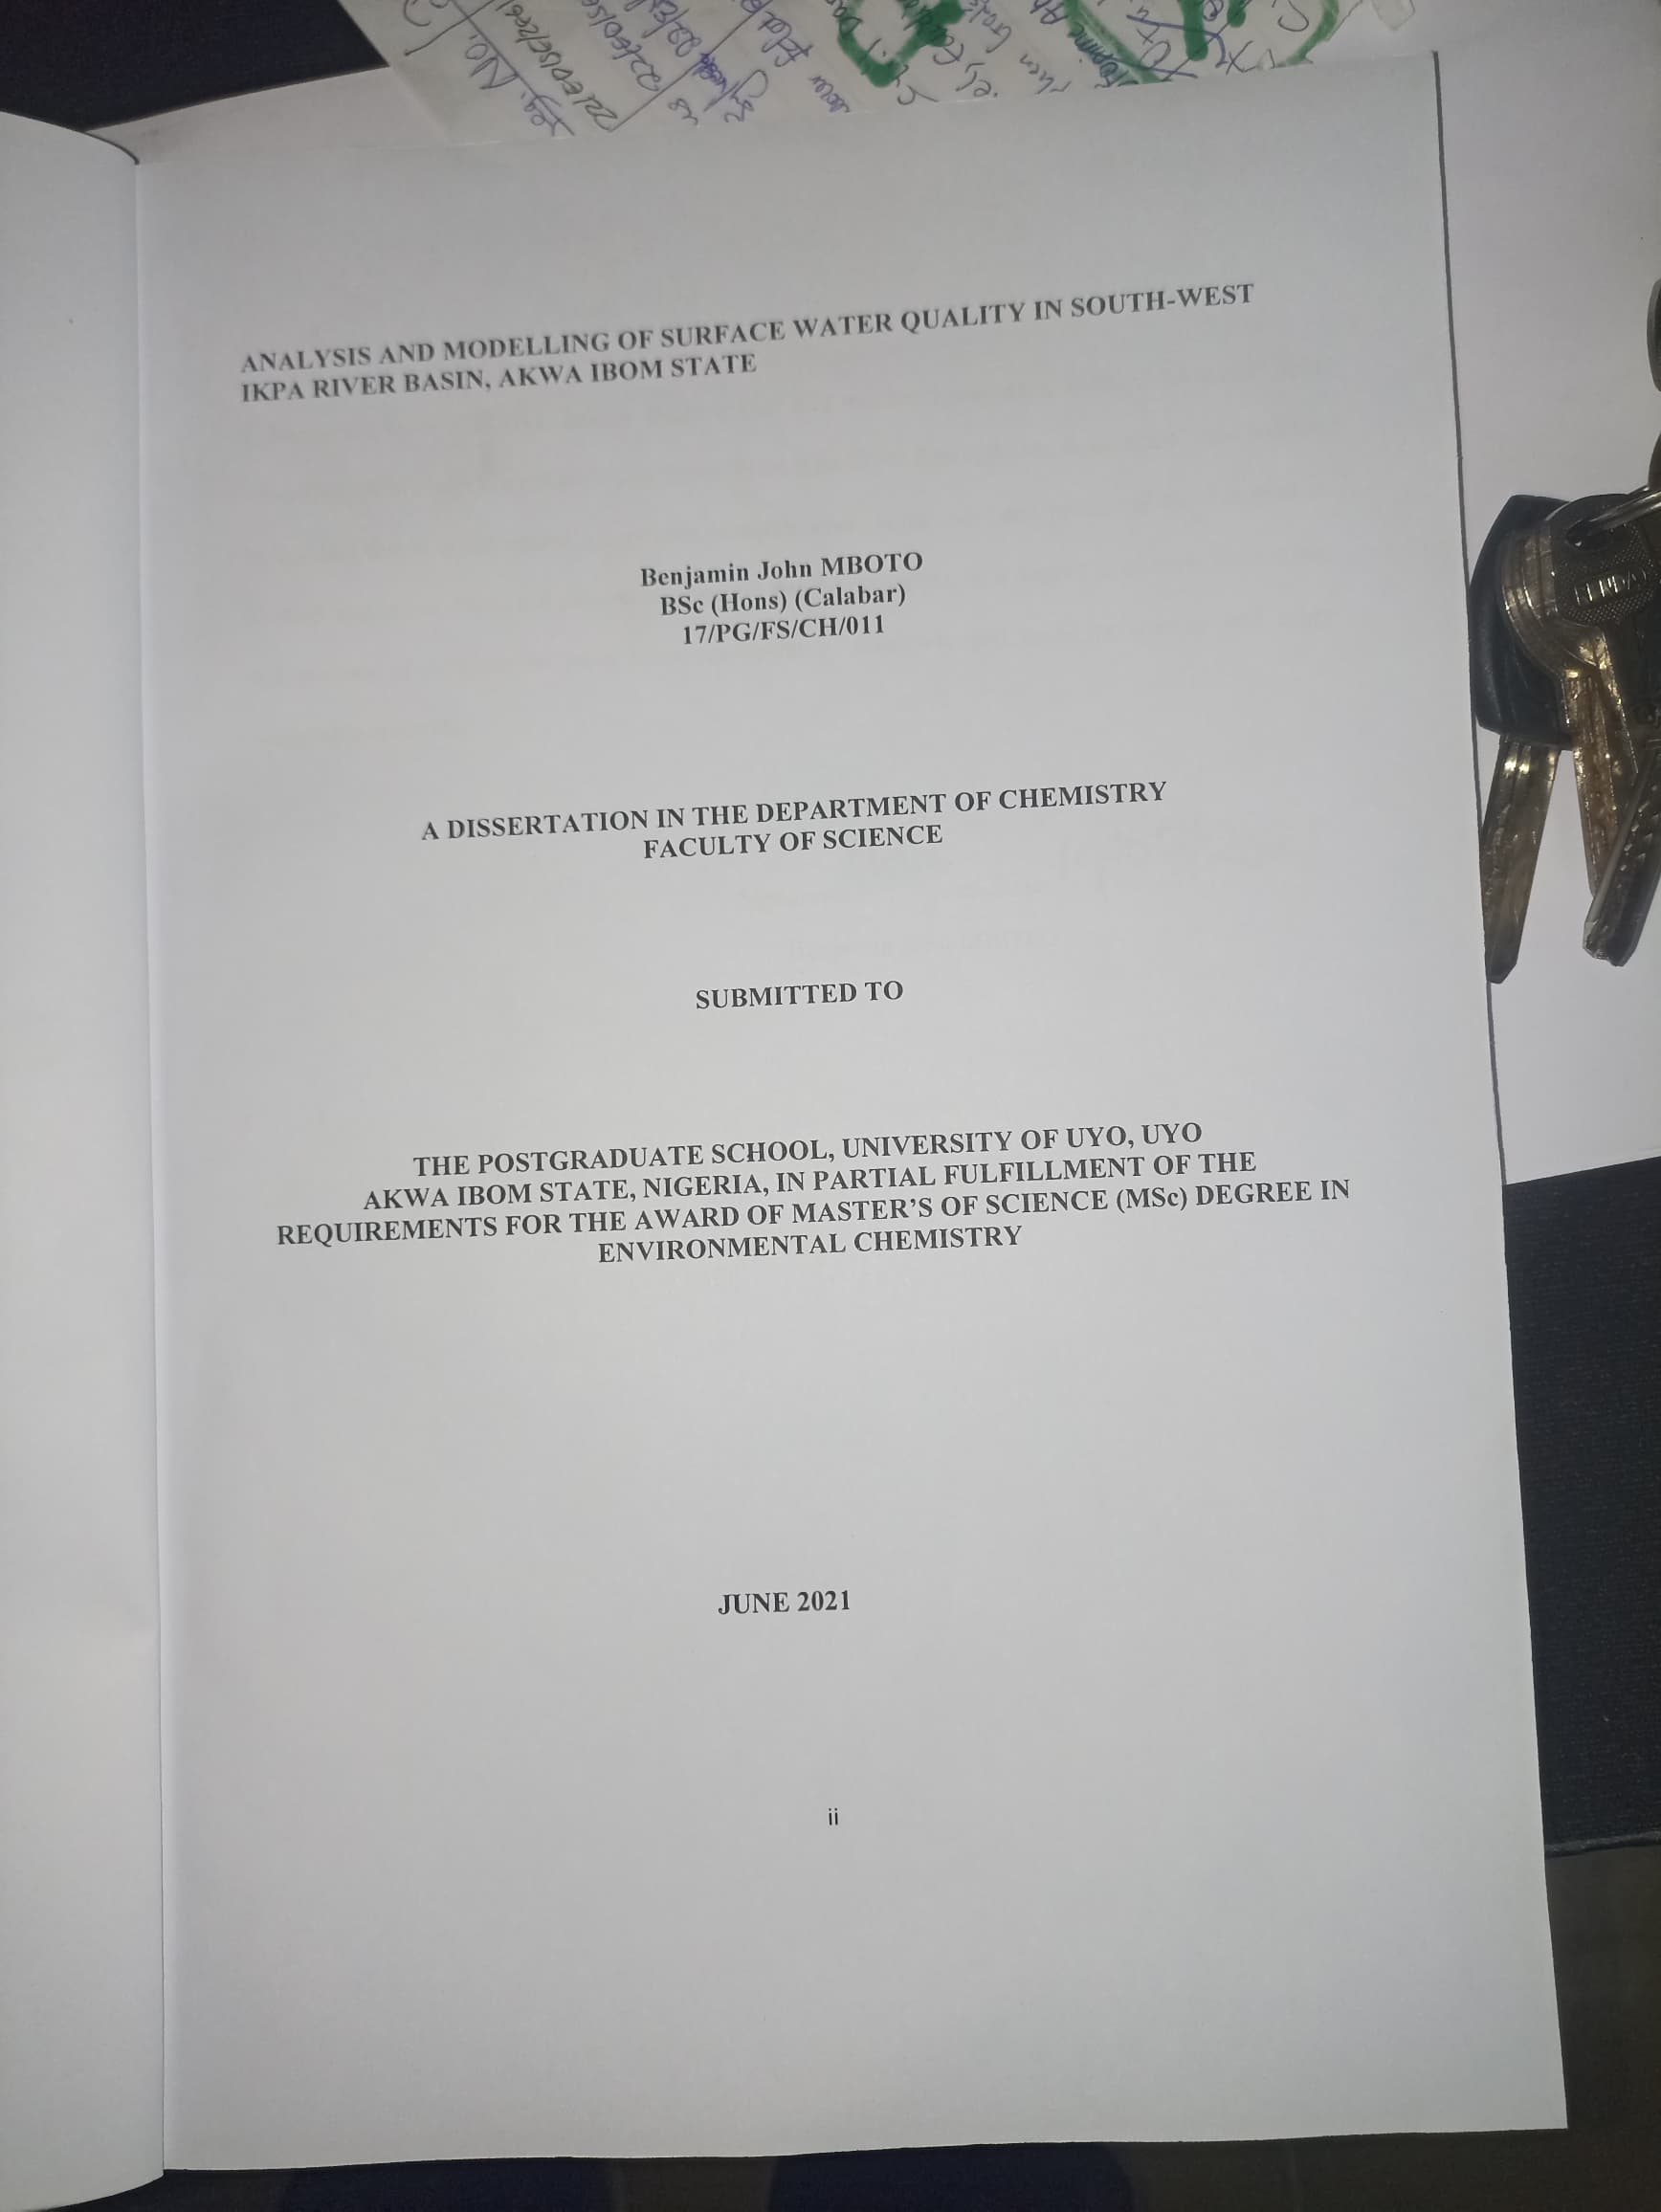 No.
ANALYSIS AND MODELLING OF SURFACE WATER QUALITY IN SOUTH-WEST
IKPA RIVER BASIN, AKWA IBOM STATE
Benjamin John MBOTO
BSc (Hons) (Calabar)
17/PG/FS/CH/011
A DISSERTATION IN THE DEPARTMENT OF CHEMISTRY
FACULTY OF SCIENCE
SUBMITTED TO
THE POSTGRADUATE SCHOOL, UNIVERSITY OF UYO, UYO
AKWA IBOM STATE, NIGERIA, IN PARTIAL FULFILLMENT OF THE
REQUIREMENTS FOR THE AWARD OF MASTER'S OF SCIENCE (MSc) DEGREE IN
ENVIRONMENTAL CHEMISTRY
JUNE 2021
ii